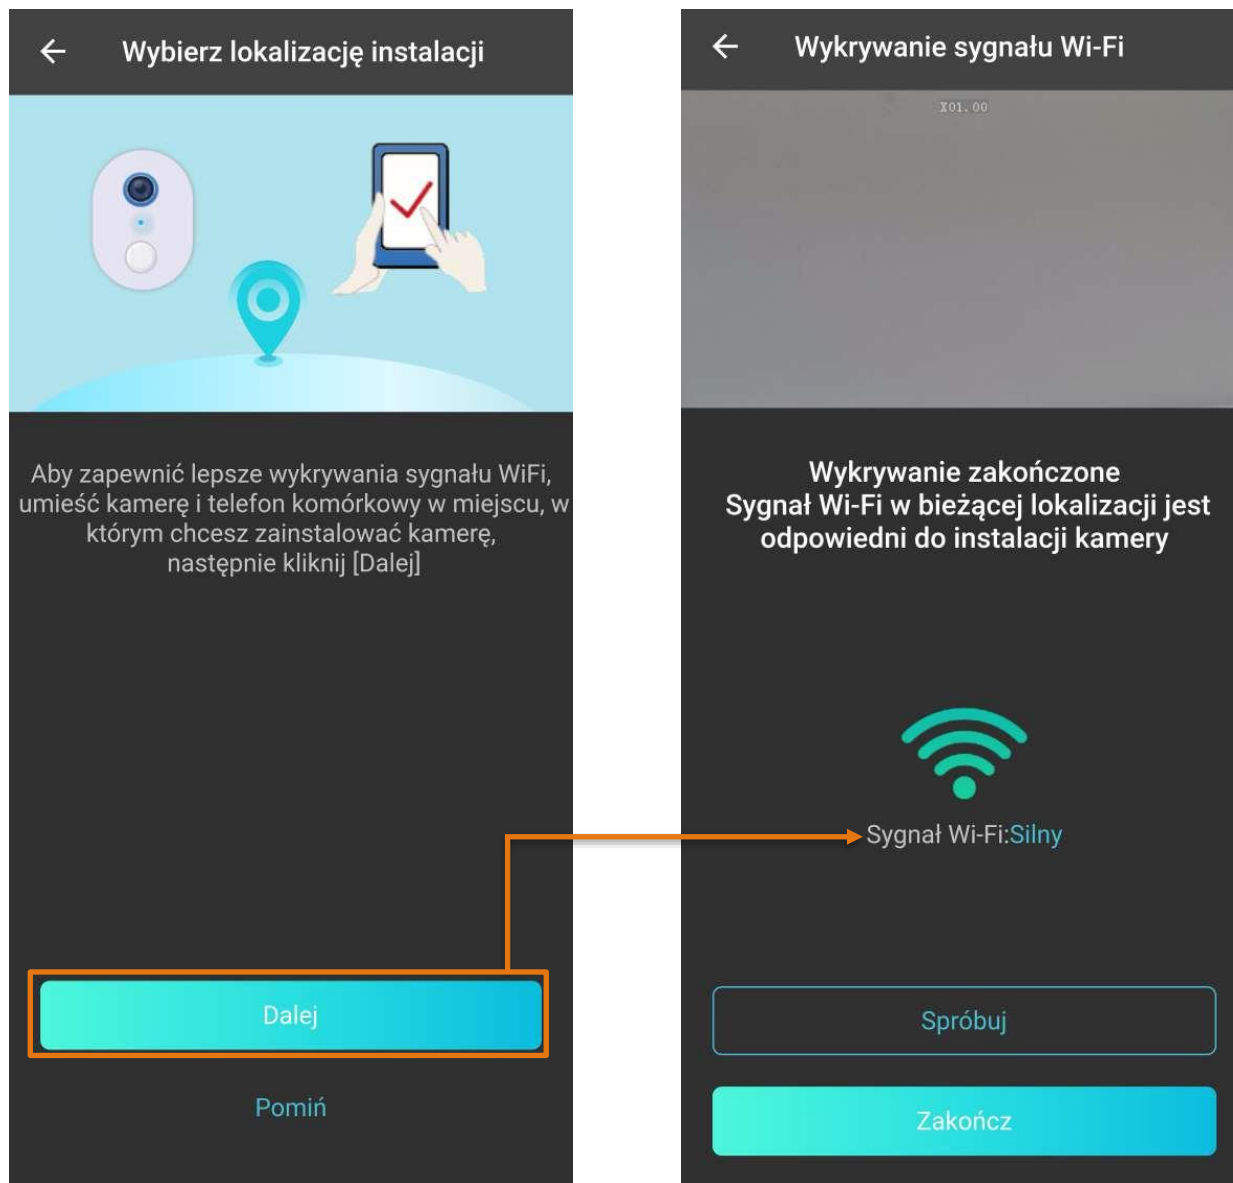 Wybierz lokalizację instalacji
Aby zapewnić lepsze wykrywania sygnału WiFi,
umieść kamerę i telefon komórkowy w miejscu, w
którym chcesz zainstalować kamerę,
następnie kliknij [Dalej]
Dalej
Pomiń
Wykrywanie sygnału Wi-Fi
X01.00
Wykrywanie zakończone
Sygnał Wi-Fi w bieżącej lokalizacji jest
odpowiedni do instalacji kamery
Sygnał Wi-Fi:Silny
Spróbuj
Zakończ